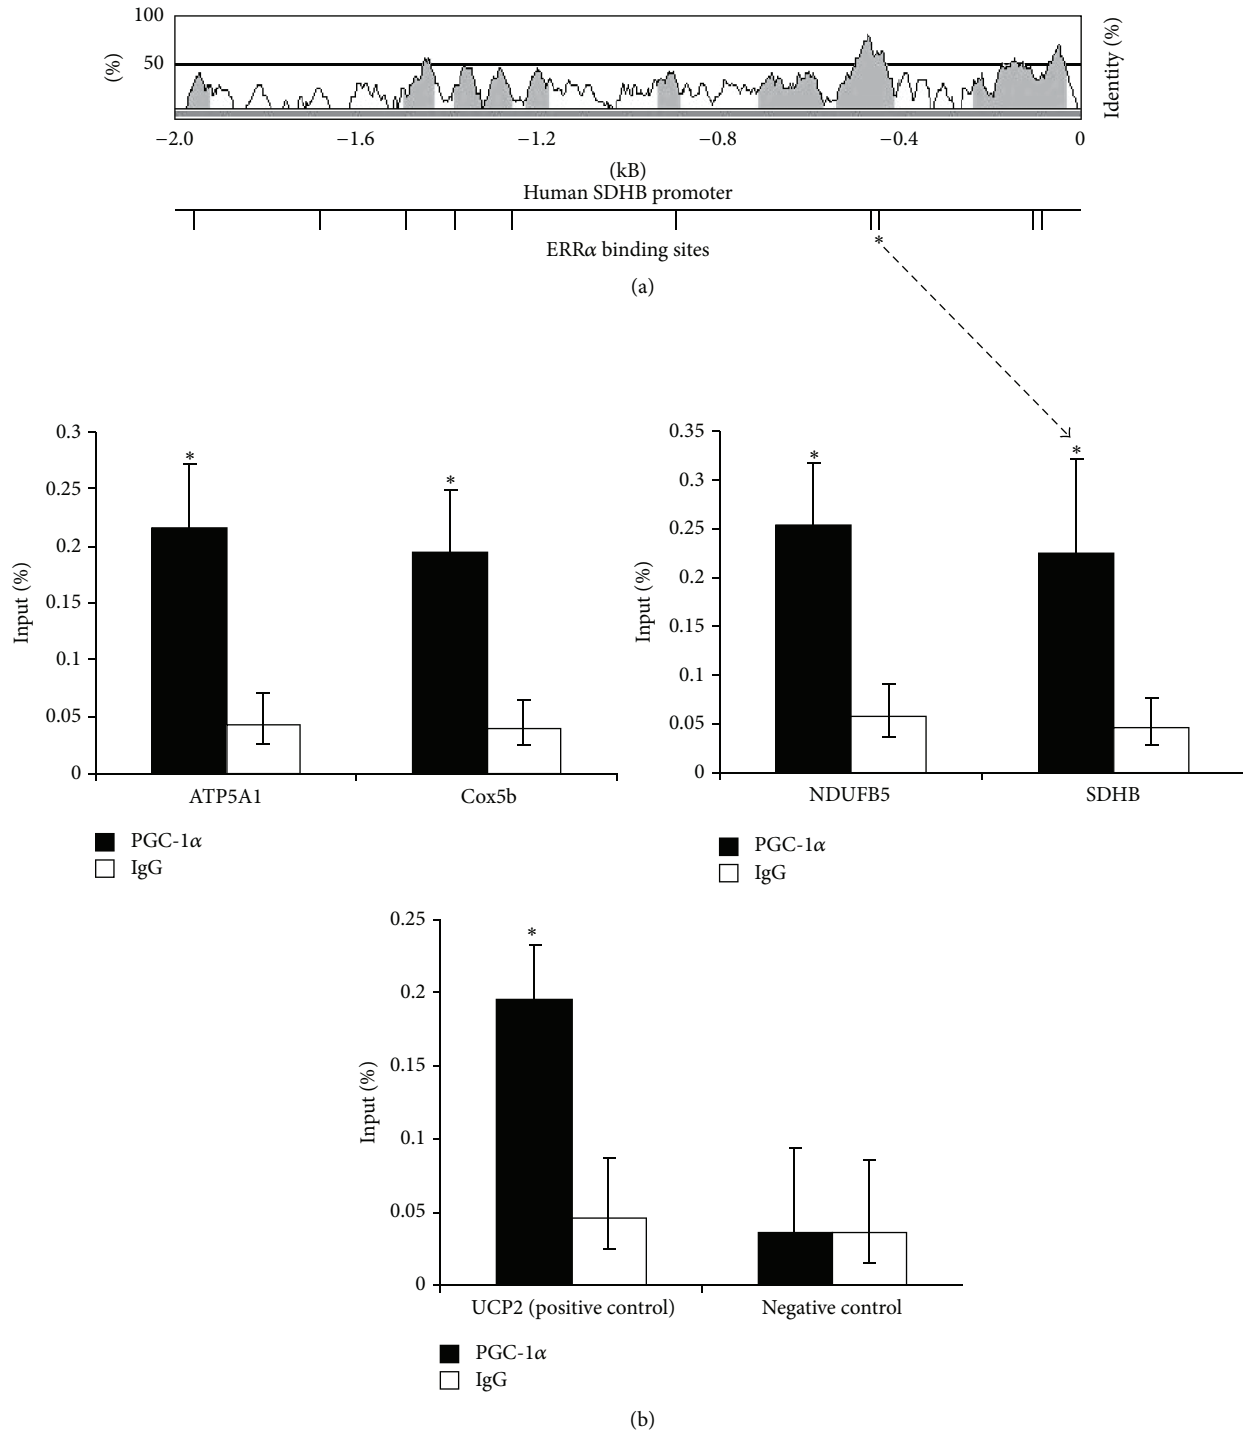 100
50
(%)
Identity (%)
−2.0 −1.6 −1.2 −0.8 −0.4 0
(kB)
Human SDHB promoter
*
ERRα binding sites
(a)
0.3
0.25
0.2
0.15
0.1
0.05
0
Input (%)
* *
ATP5A1 Cox5b
PGC-1α
IgG
0.35
0.3
0.25
0.2
0.15
0.1
0.05
0
Input (%)
* *
NDUFB5 SDHB
PGC-1α
IgG
0.25
0.2
0.15
0.1
0.05
0
Input (%)
*
UCP2 (positive control) Negative control
PGC-1α
IgG
(b)